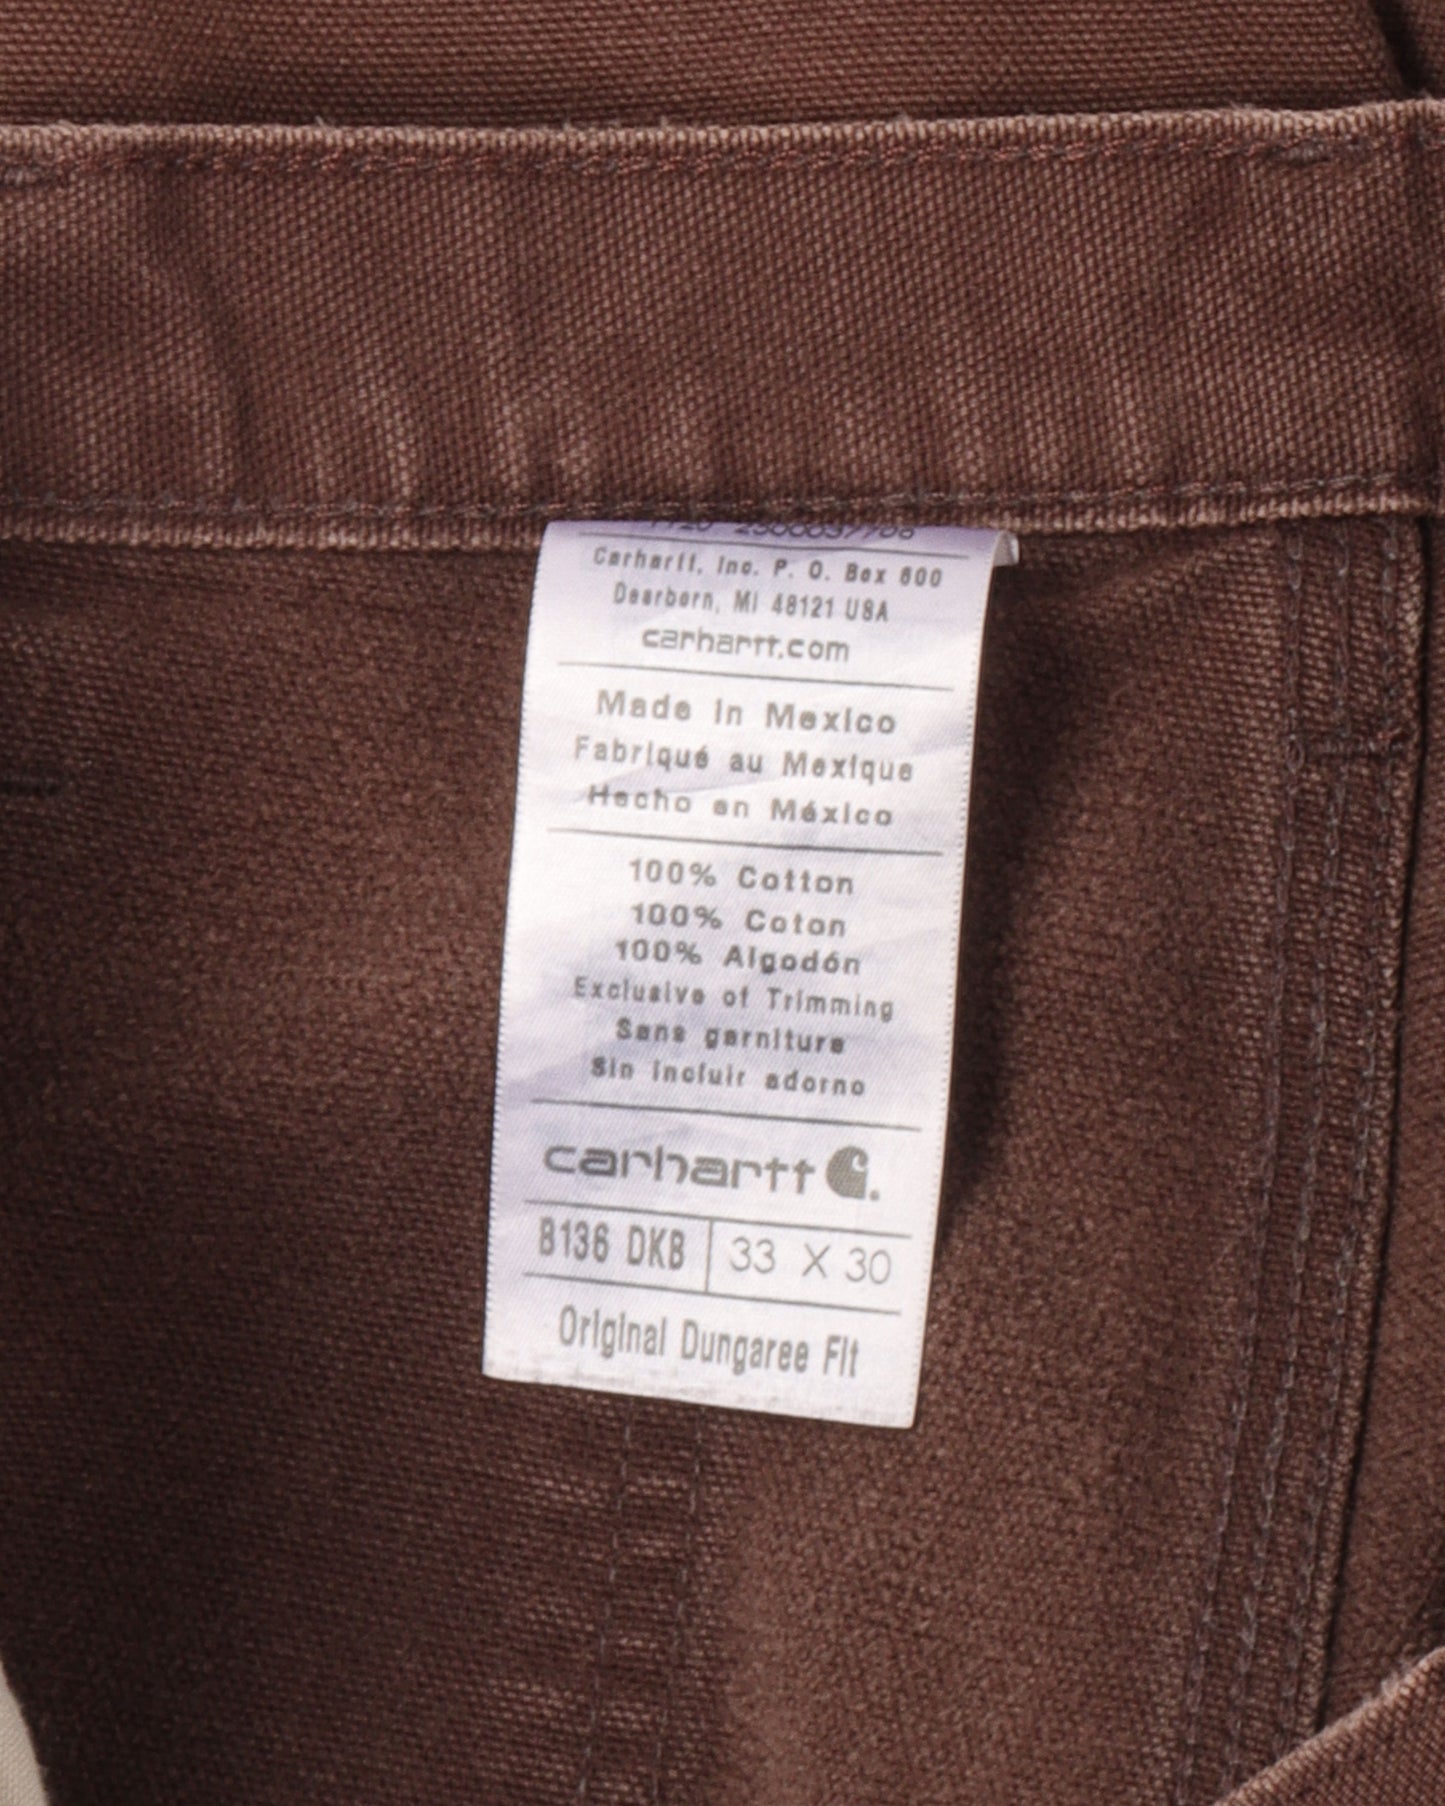 Carhartt, Inc. P. O. Box 600
Dearborn, MI 48121 USA
carhartt.com
Made in Mexico
Fabriqué au Mexique
Hecho en México
100% Cotton
100% Coton
100% Algodón
Exclusive of Trimming
Sans garniture
Sin incluir adorno
carhartt
B136 DKB 33 X 30
Original Dungaree Fit